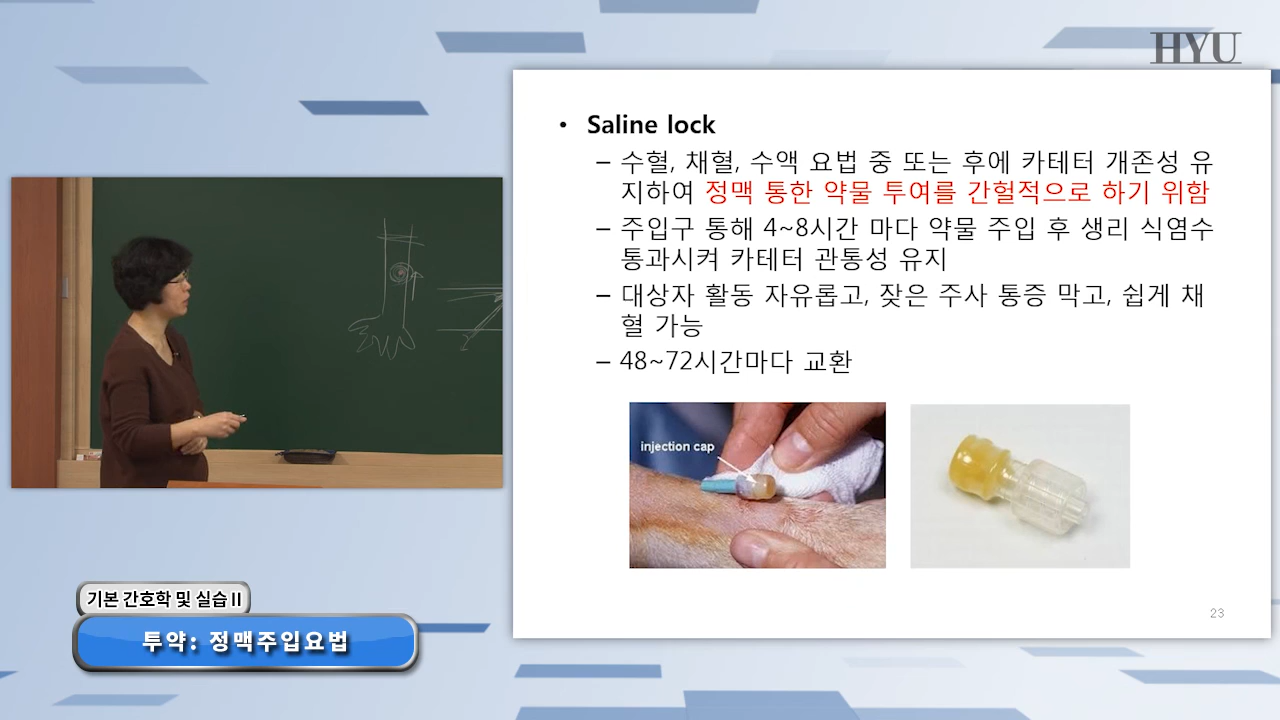 HYU
• Saline lock
– 수혈, 채혈, 수액 요법 중 또는 후에 카테터 개존성 유
지하여 정맥 통한 약물 투여를 간헐적으로 하기 위함
– 주입구 통해 4~8시간 마다 약물 주입 후 생리 식염수
통과시켜 카테터 관통성 유지
– 대상자 활동 자유롭고, 잦은 주사 통증 막고, 쉽게 채
혈 가능
– 48~72시간마다 교환
injection cap
23
기본 간호학 및 실습 II
투약: 정맥주입요법